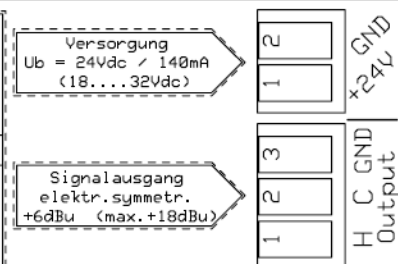 Versorgung
Ub = 24Vdc / 140mA
(18....32Vdc)
2
1
GND
+24V
Signalausgang
elektr.symmetr.
+6dBu (max.+18dBu)
3
2
1
GND
C
H
Output